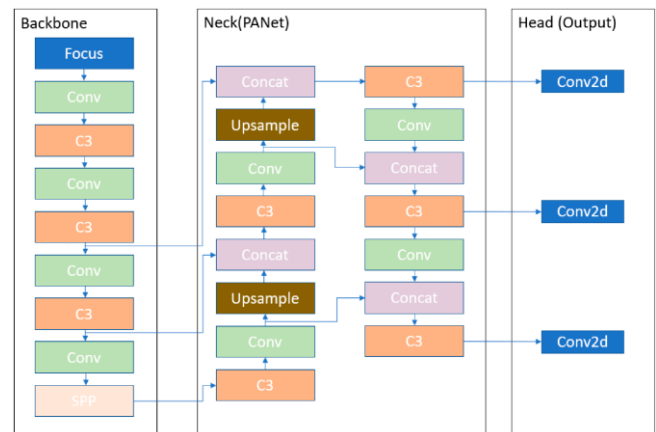 Backbone
Focus
Conv
C3
Conv
C3
Conv
C3
Conv
SPP
Neck(PANet)
Concat
Upsample
Conv
C3
Concat
Upsample
Conv
C3
C3
Conv
Concat
C3
Conv
Concat
C3
Head (Output)
Conv2d
Conv2d
Conv2d